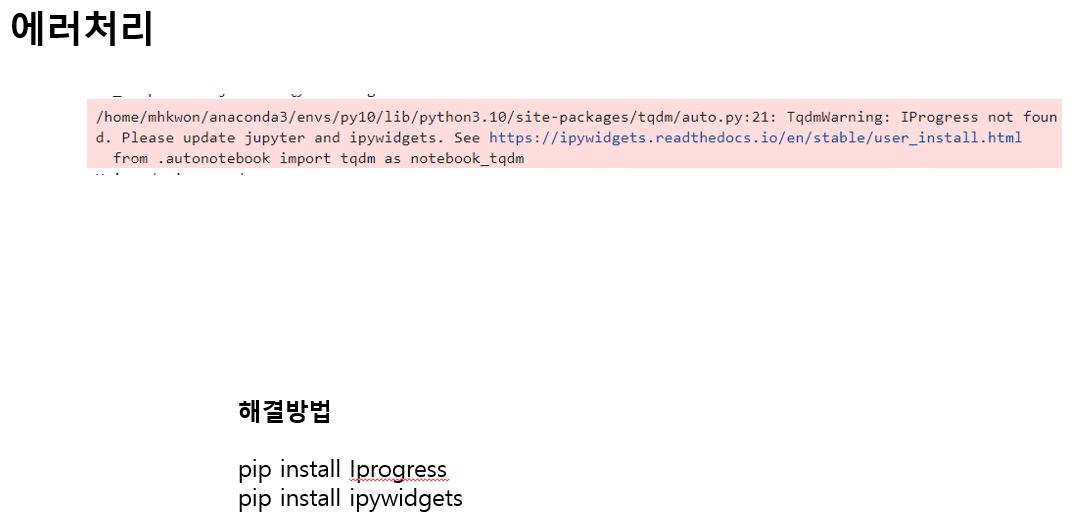 에러처리
/home/mhkwon/anaconda3/envs/py10/lib/python3.10/site-packages/tqdm/auto.py:21: TqdmWarning: IProgress not foun
d. Please update jupyter and ipywidgets. See https://ipywidgets.readthedocs.io/en/stable/user_install.html
  from .autonotebook import tqdm as notebook_tqdm
해결방법
pip install Iprogress
pip install ipywidgets